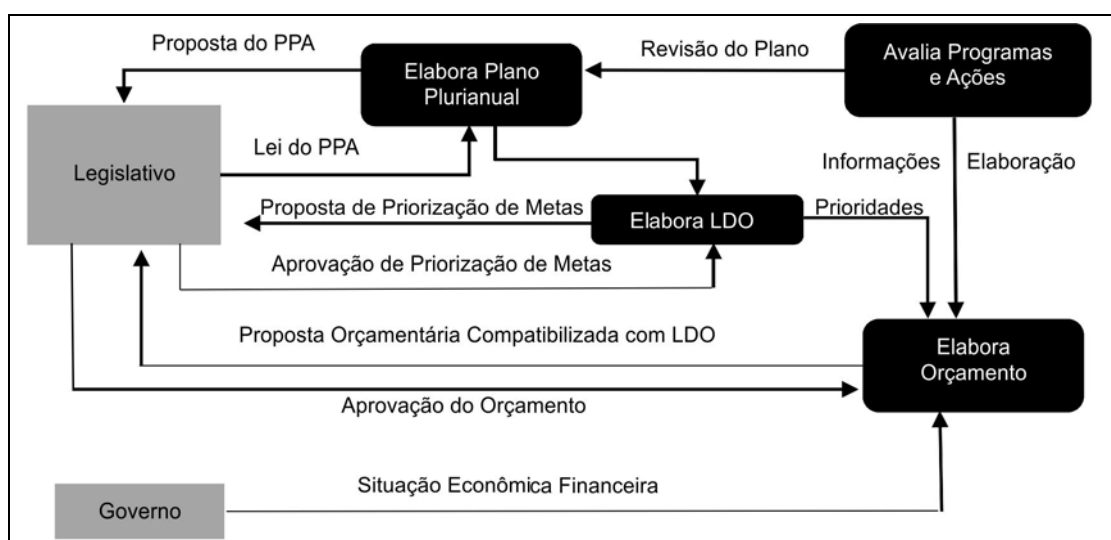 Proposta do PPA
Revisão do Plano
Avalia Programas
e Ações
Elabora Plano
Plurianual
Lei do PPA
Legislativo
Informações
Elaboração
Proposta de Priorização de Metas
Elabora LDO
Prioridades
Aprovação de Priorização de Metas
Proposta Orçamentária Compatibilizada com LDO
Elabora
Orçamento
Aprovação do Orçamento
Situação Econômica Financeira
Governo